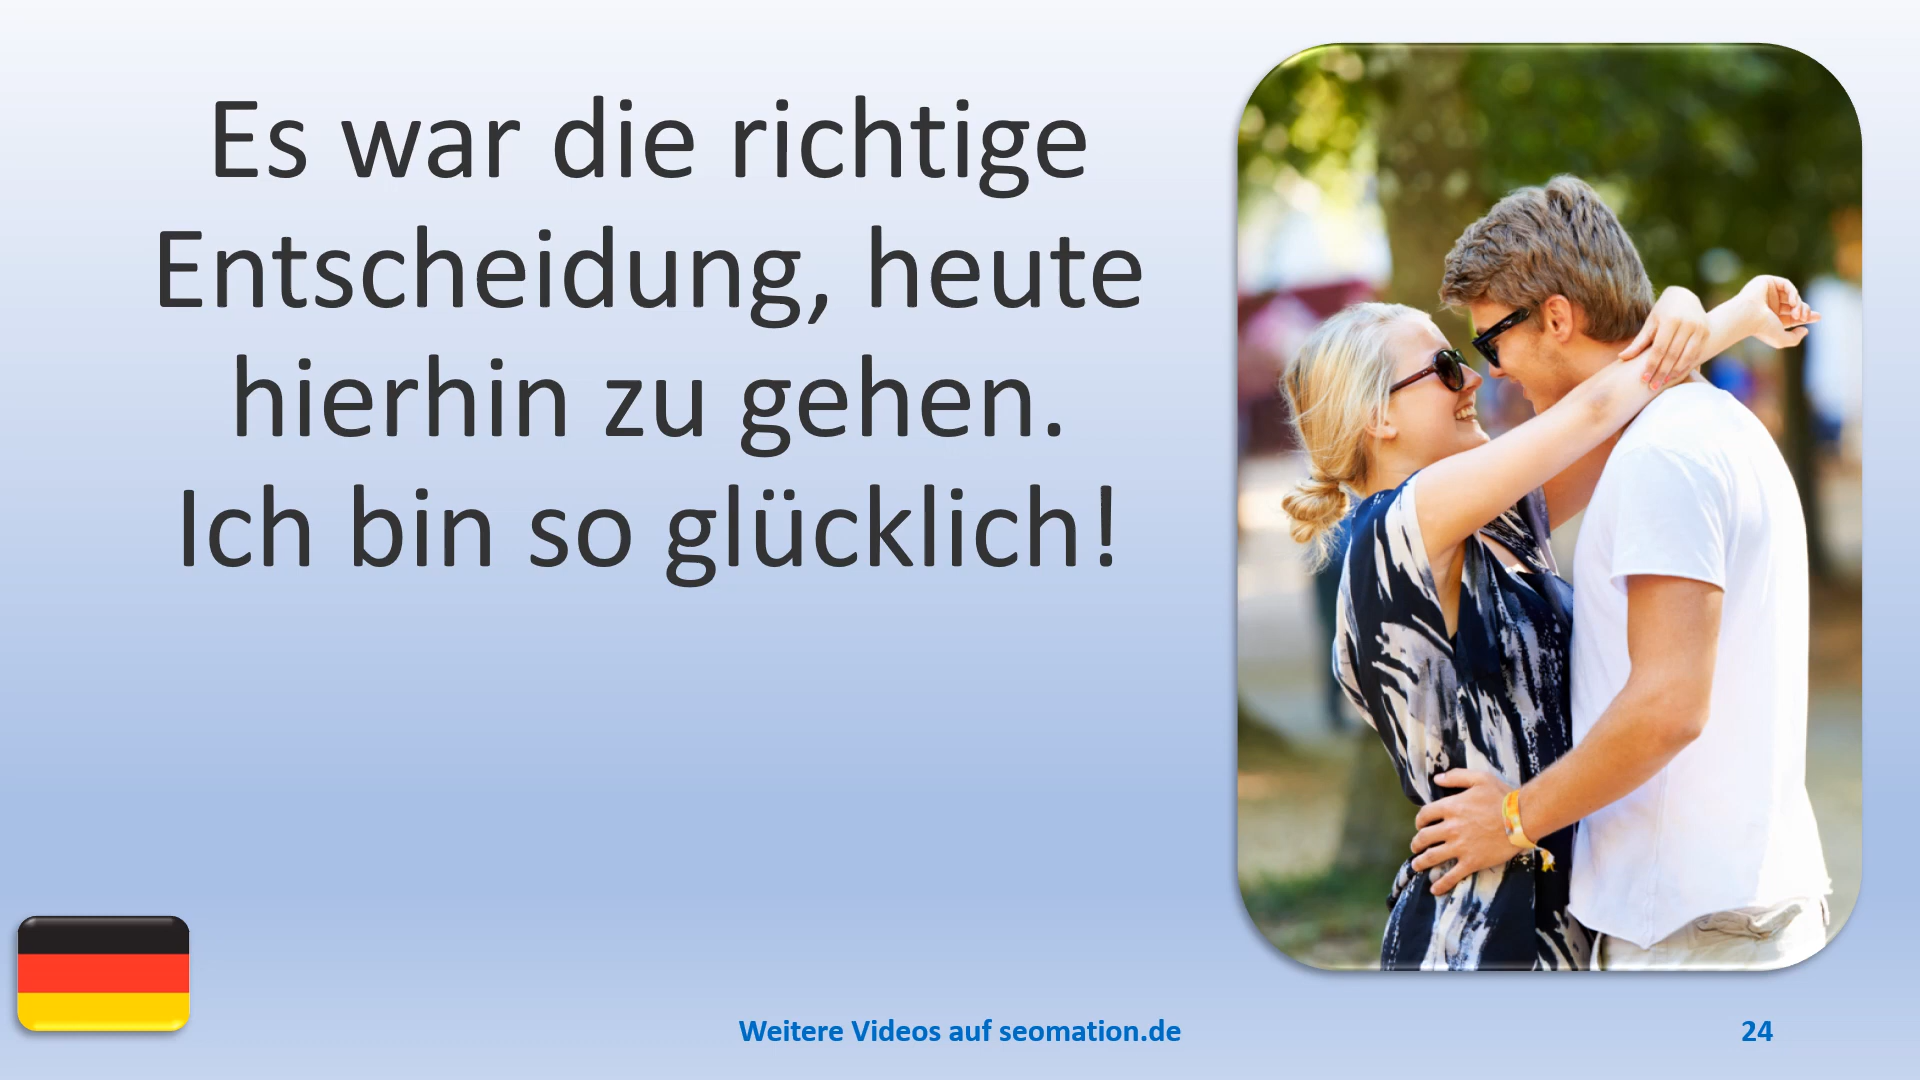 Es war die richtige
Entscheidung, heute
hierhin zu gehen.
Ich bin so glücklich!
Weitere Videos auf seomation.de
24